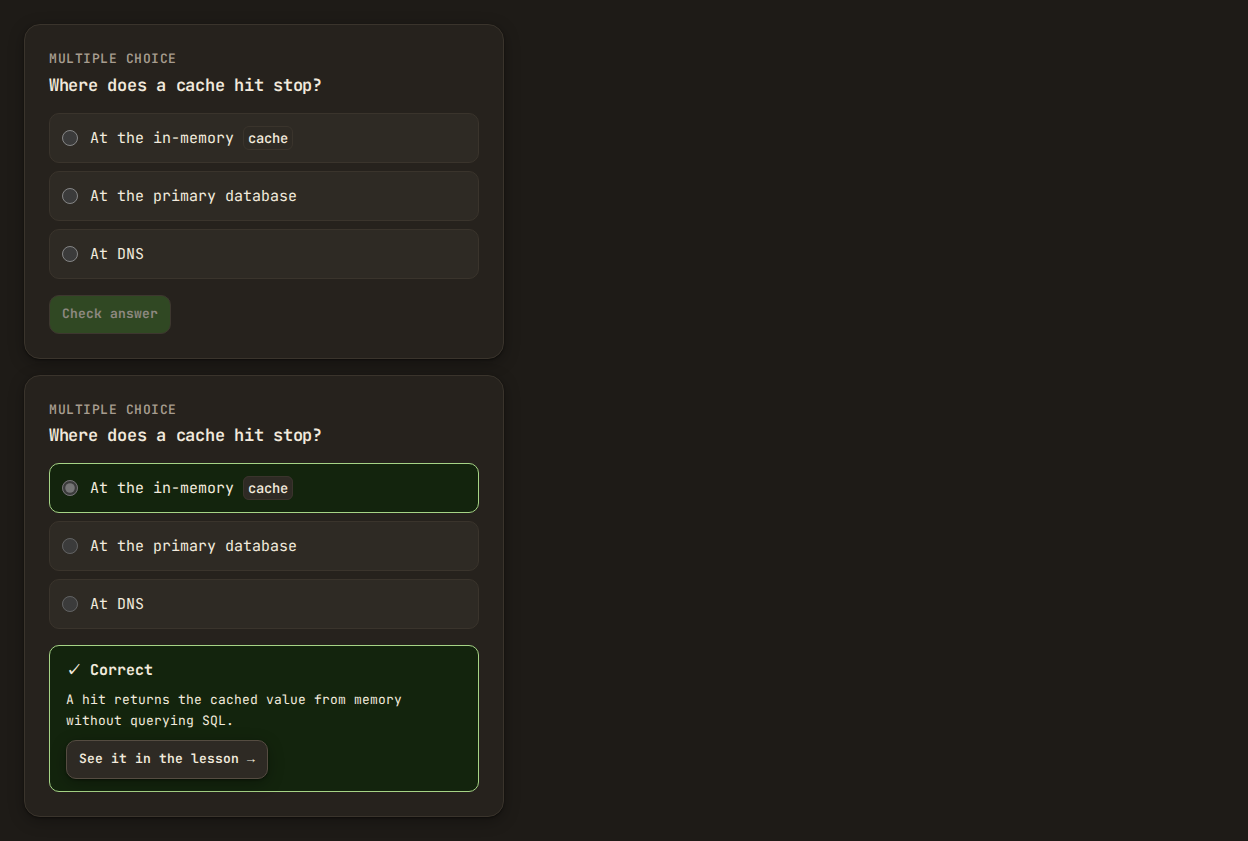 MULTIPLE CHOICE
Where does a cache hit stop?
At the in-memory cache
At the primary database
At DNS
Check answer
MULTIPLE CHOICE
Where does a cache hit stop?
At the in-memory cache
At the primary database
At DNS
✓ Correct
A hit returns the cached value from memory
without querying SQL.
See it in the lesson →